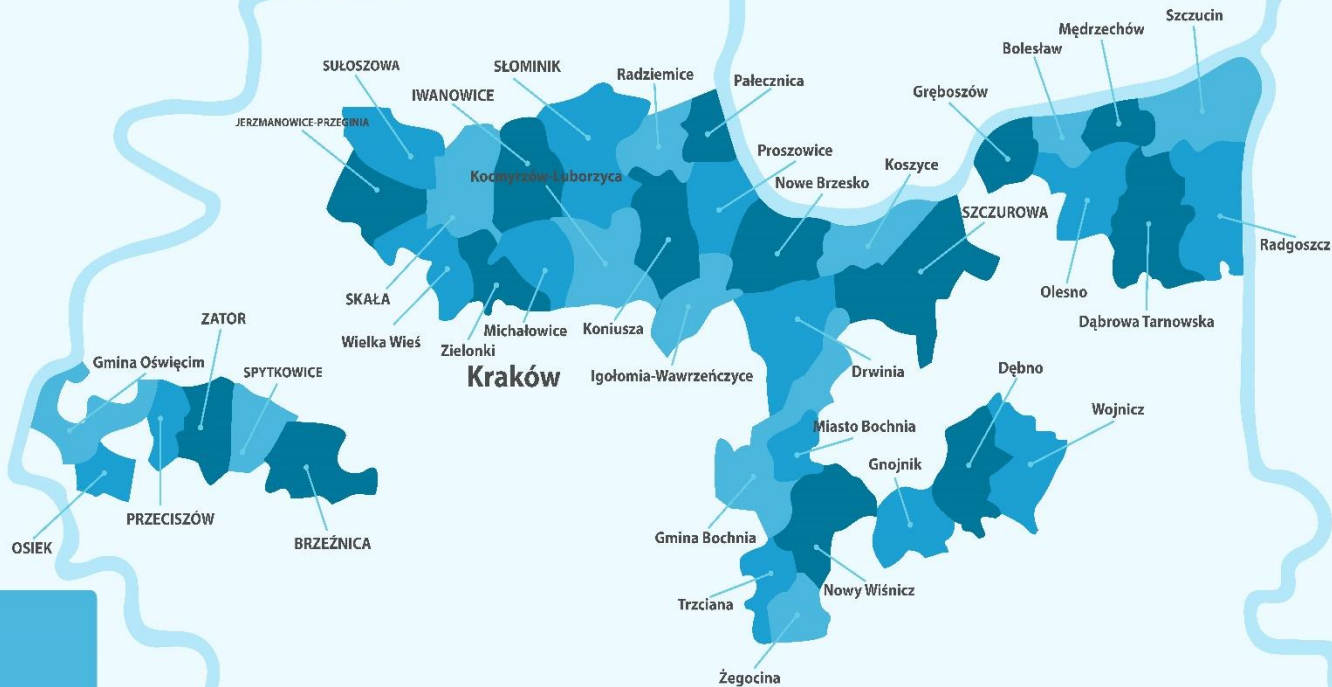 Szczucin
Mędrzechów
Bolesław
SUŁOSZOWA
SŁOMINIK
Radziemice
Pałecznica
Gręboszów
IWANOWICE
JERZMANOWICE-PRZEGINIA
Proszowice
Koszyce
Kocmyrzów-Luborzyca
Nowe Brzesko
SZCZUROWA
Radgoszcz
SKAŁA
Olesno
ZATOR
Wielka Wieś
Zielonki
Michałowice
Koniusza
Dąbrowa Tarnowska
Gmina Oświęcim
SPYTKOWICE
Kraków
Igołomia-Wawrzeńczyce
Drwinia
Dębno
Wojnicz
Miasto Bochnia
Gnojnik
PRZECISZÓW
OSIEK
BRZEŹNICA
Gmina Bochnia
Trzciana
Nowy Wiśnicz
Żegocina